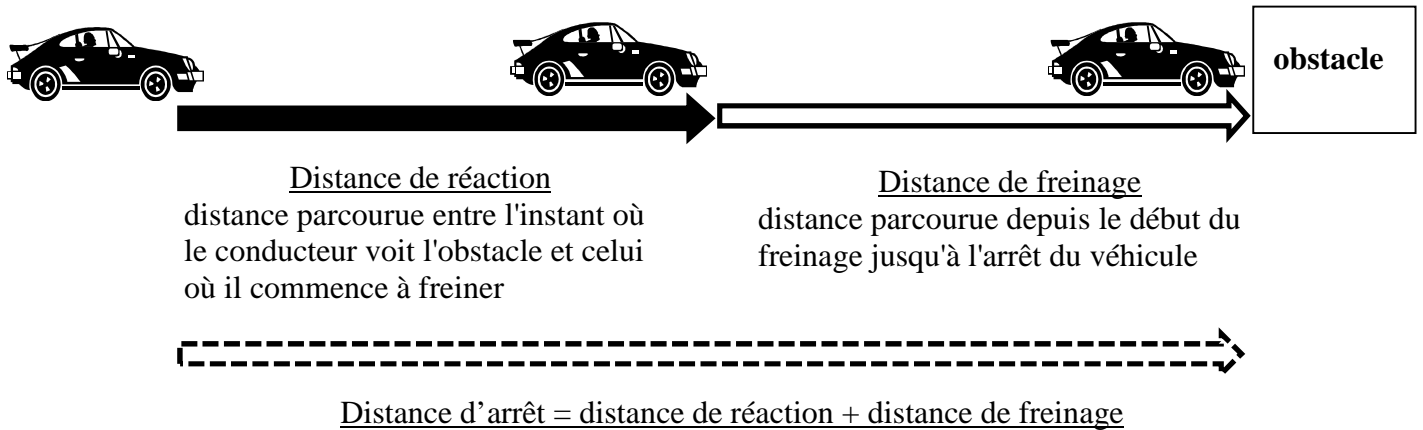 obstacle
Distance de réaction
distance parcourue entre l'instant où
le conducteur voit l'obstacle et celui
où il commence à freiner
Distance de freinage
distance parcourue depuis le début du
freinage jusqu'à l'arrêt du véhicule
Distance d’arrêt = distance de réaction + distance de freinage